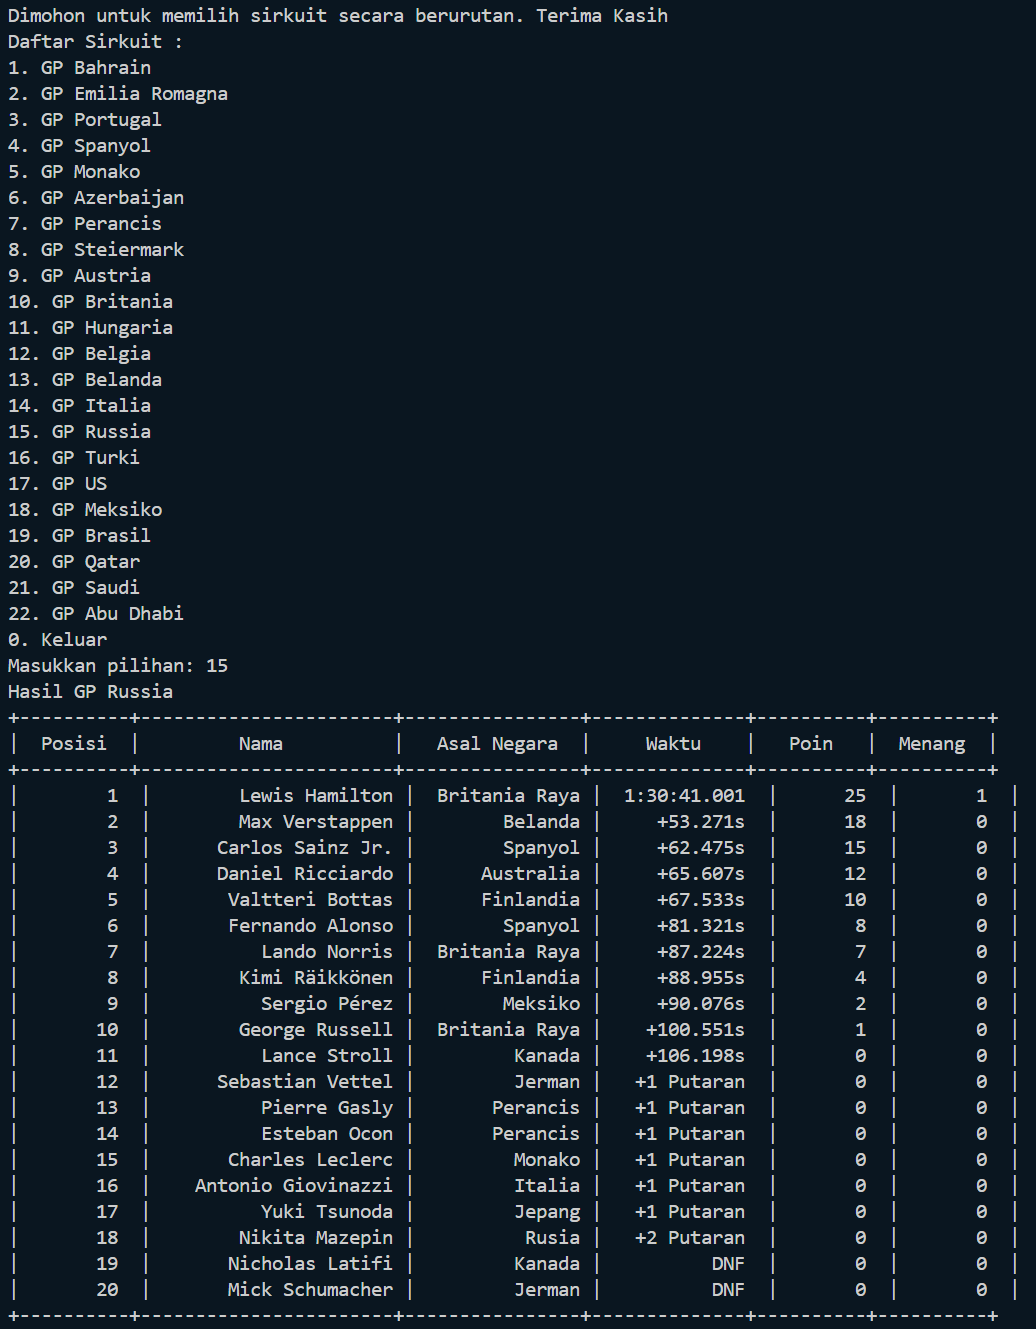 Dimohon untuk memilih sirkuit secara berurutan. Terima Kasih
Daftar Sirkuit :
1. GP Bahrain
2. GP Emilia Romagna
3. GP Portugal
4. GP Spanyol
5. GP Monako
6. GP Azerbaijan
7. GP Perancis
8. GP Steiermark
9. GP Austria
10. GP Britania
11. GP Hungaria
12. GP Belgia
13. GP Belanda
14. GP Italia
15. GP Russia
16. GP Turki
17. GP US
18. GP Meksiko
19. GP Brasil
20. GP Qatar
21. GP Saudi
22. GP Abu Dhabi
0. Keluar
Masukkan pilihan: 15
Hasil GP Russia
+----------+-----------------------+----------------+--------------+----------+----------+
|  Posisi  |         Nama          |   Asal Negara  |     Waktu    |   Poin   |  Menang  |
+----------+-----------------------+----------------+--------------+----------+----------+
|        1  |        Lewis Hamilton |  Britania Raya |  1:30:41.001  |      25  |       1  |
|        2  |        Max Verstappen |        Belanda |     +53.271s  |      18  |       0  |
|        3  |      Carlos Sainz Jr. |        Spanyol |     +62.475s  |      15  |       0  |
|        4  |      Daniel Ricciardo |      Australia |     +65.607s  |      12  |       0  |
|        5  |       Valtteri Bottas |      Finlandia |     +67.533s  |      10  |       0  |
|        6  |       Fernando Alonso |        Spanyol |     +81.321s  |       8  |       0  |
|        7  |          Lando Norris |  Britania Raya |     +87.224s  |       7  |       0  |
|        8  |        Kimi Räikkönen |      Finlandia |     +88.955s  |       4  |       0  |
|        9  |          Sergio Pérez |        Meksiko |     +90.076s  |       2  |       0  |
|       10  |        George Russell |  Britania Raya |    +100.551s  |       1  |       0  |
|       11  |          Lance Stroll |         Kanada |    +106.198s  |       0  |       0  |
|       12  |      Sebastian Vettel |         Jerman |   +1 Putaran  |       0  |       0  |
|       13  |          Pierre Gasly |       Perancis |   +1 Putaran  |       0  |       0  |
|       14  |          Esteban Ocon |       Perancis |   +1 Putaran  |       0  |       0  |
|       15  |       Charles Leclerc |         Monako |   +1 Putaran  |       0  |       0  |
|       16  |    Antonio Giovinazzi |         Italia |   +1 Putaran  |       0  |       0  |
|       17  |          Yuki Tsunoda |         Jepang |   +1 Putaran  |       0  |       0  |
|       18  |        Nikita Mazepin |          Rusia |   +2 Putaran  |       0  |       0  |
|       19  |       Nicholas Latifi |         Kanada |          DNF  |       0  |       0  |
|       20  |       Mick Schumacher |         Jerman |          DNF  |       0  |       0  |
+----------+-----------------------+----------------+--------------+----------+----------+